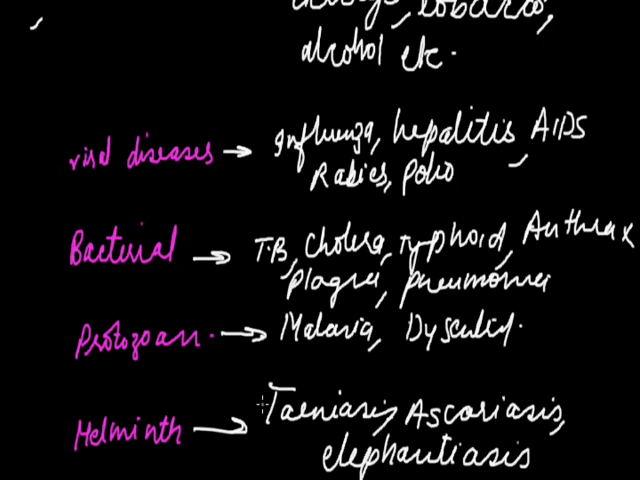 tobacco,
alcohol etc.
viral diseases → Influenza, hepatitis, AIDS
Rabies, polio
Bacterial → T.B, Cholera, Typhoid, Anthrax
Plague, pneumonia
Protozoan → Malaria, Dysentery.
Helminth → Taeniasis, Ascariasis,
elephantiasis